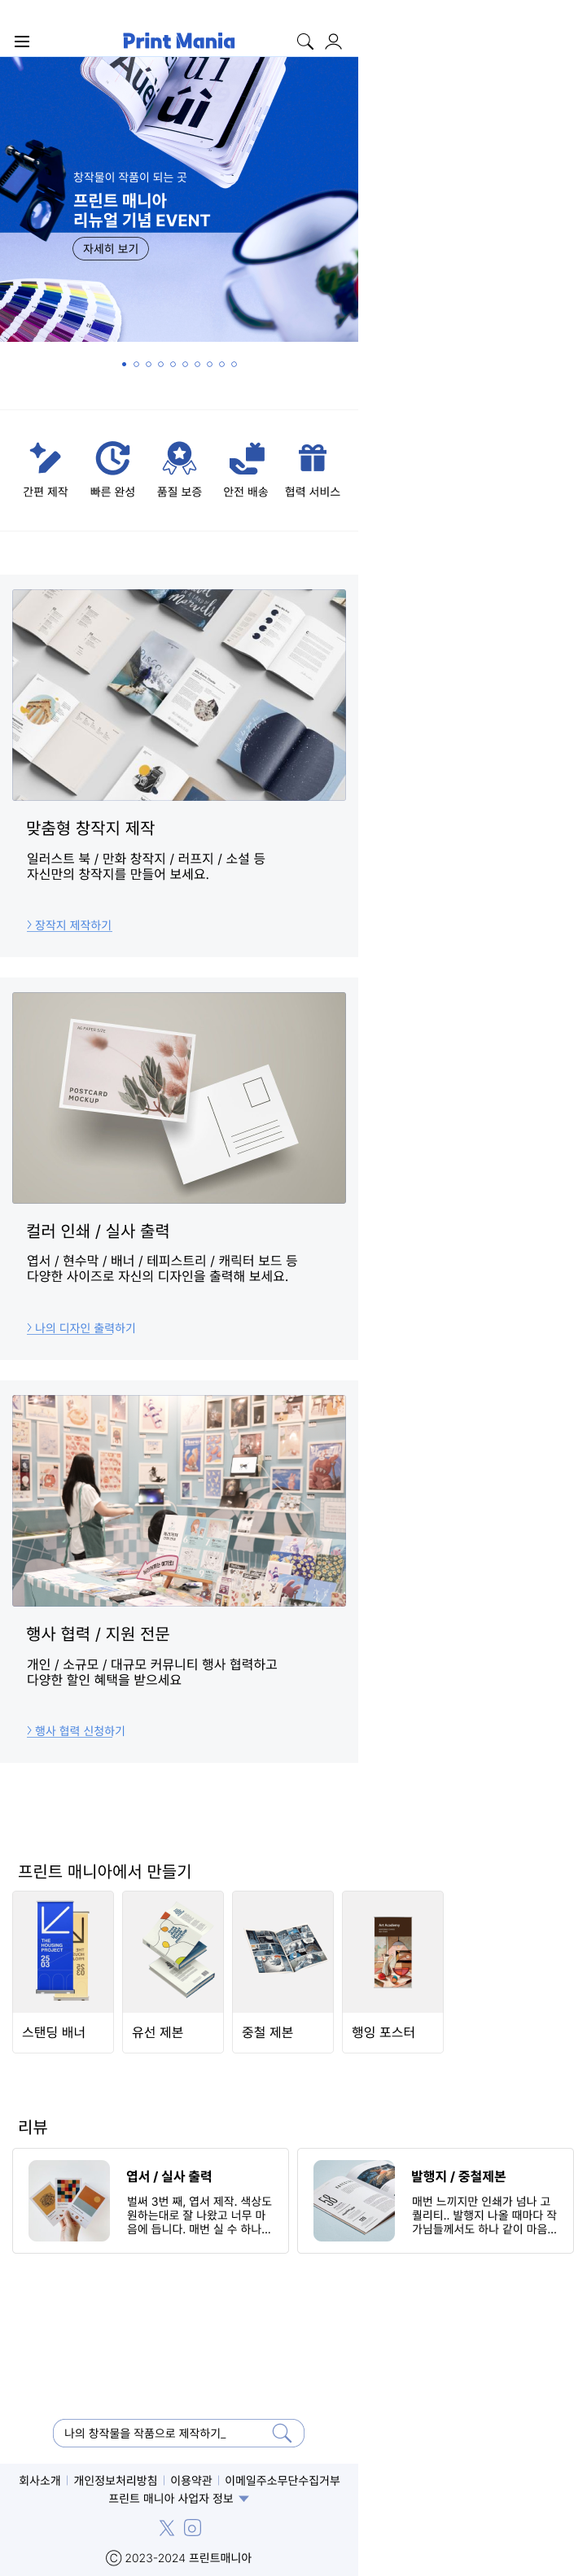 Print Mania
Aúe
úì
창작물이 작품이 되는 곳
프린트 매니아
리뉴얼 기념 EVENT
자세히 보기
간편 제작
빠른 완성
품질 보증
안전 배송
협력 서비스
맞춤형 창작지 제작
일러스트 북 / 만화 창작지 / 러프지 / 소설 등
자신만의 창작지를 만들어 보세요.
장작지 제작하기
POSTCARD
MOCKUP
컬러 인쇄 / 실사 출력
엽서 / 현수막 / 배너 / 테피스트리 / 캐릭터 보드 등
다양한 사이즈로 자신의 디자인을 출력해 보세요.
나의 디자인 출력하기
행사 협력 / 지원 전문
개인 / 소규모 / 대규모 커뮤니티 행사 협력하고
다양한 할인 혜택을 받으세요
행사 협력 신청하기
프린트 매니아에서 만들기
THE
HOUSING
PROJECT
25
03
Art Academy
스탠딩 배너
유선 제본
중철 제본
행잉 포스터
리뷰
엽서 / 실사 출력
벌써 3번 째, 엽서 제작. 색상도
원하는대로 잘 나왔고 너무 마
음에 듭니다. 매번 실 수 하나...
발행지 / 중철제본
매번 느끼지만 인쇄가 넘나 고
퀄리티.. 발행지 나올 때마다 작
가님들께서도 하나 같이 마음...
나의 창작물을 작품으로 제작하기_
회사소개 | 개인정보처리방침 | 이용약관 | 이메일주소무단수집거부
프린트 매니아 사업자 정보
Ⓒ 2023-2024 프린트매니아